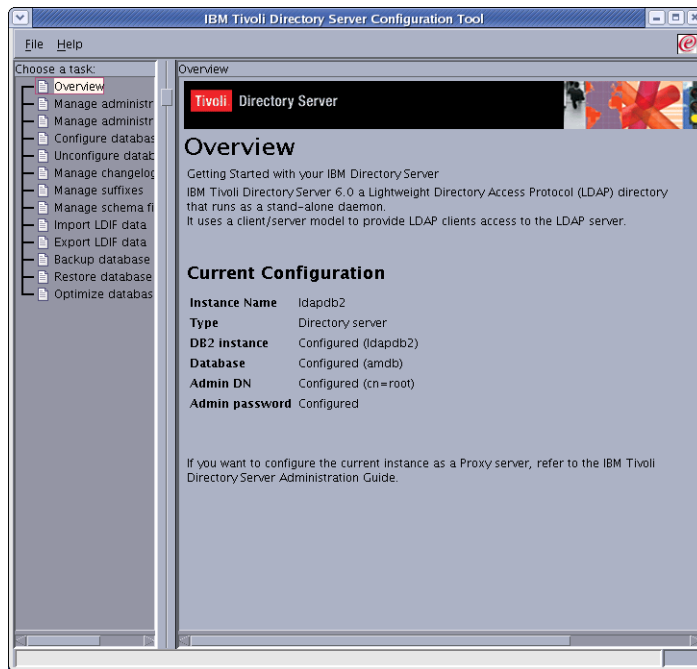 IBM Tivoli Directory Server Configuration Tool
File Help
Choose a task:
Overview
Manage administr
Manage administr
Configure databas
Unconfigure datab
Manage changelog
Manage suffixes
Manage schema fi
Import LDIF data
Export LDIF data
Backup database
Restore database
Optimize databas
Overview
Tivoli Directory Server
Overview
Getting Started with your IBM Directory Server
IBM Tivoli Directory Server 6.0 a Lightweight Directory Access Protocol (LDAP) directory
that runs as a stand-alone daemon.
It uses a client/server model to provide LDAP clients access to the LDAP server.
Current Configuration
Instance Name ldapdb2
Type Directory server
DB2 instance Configured (ldapdb2)
Database Configured (amdb)
Admin DN Configured (cn=root)
Admin password Configured
If you want to configure the current instance as a Proxy server, refer to the IBM Tivoli
Directory Server Administration Guide.